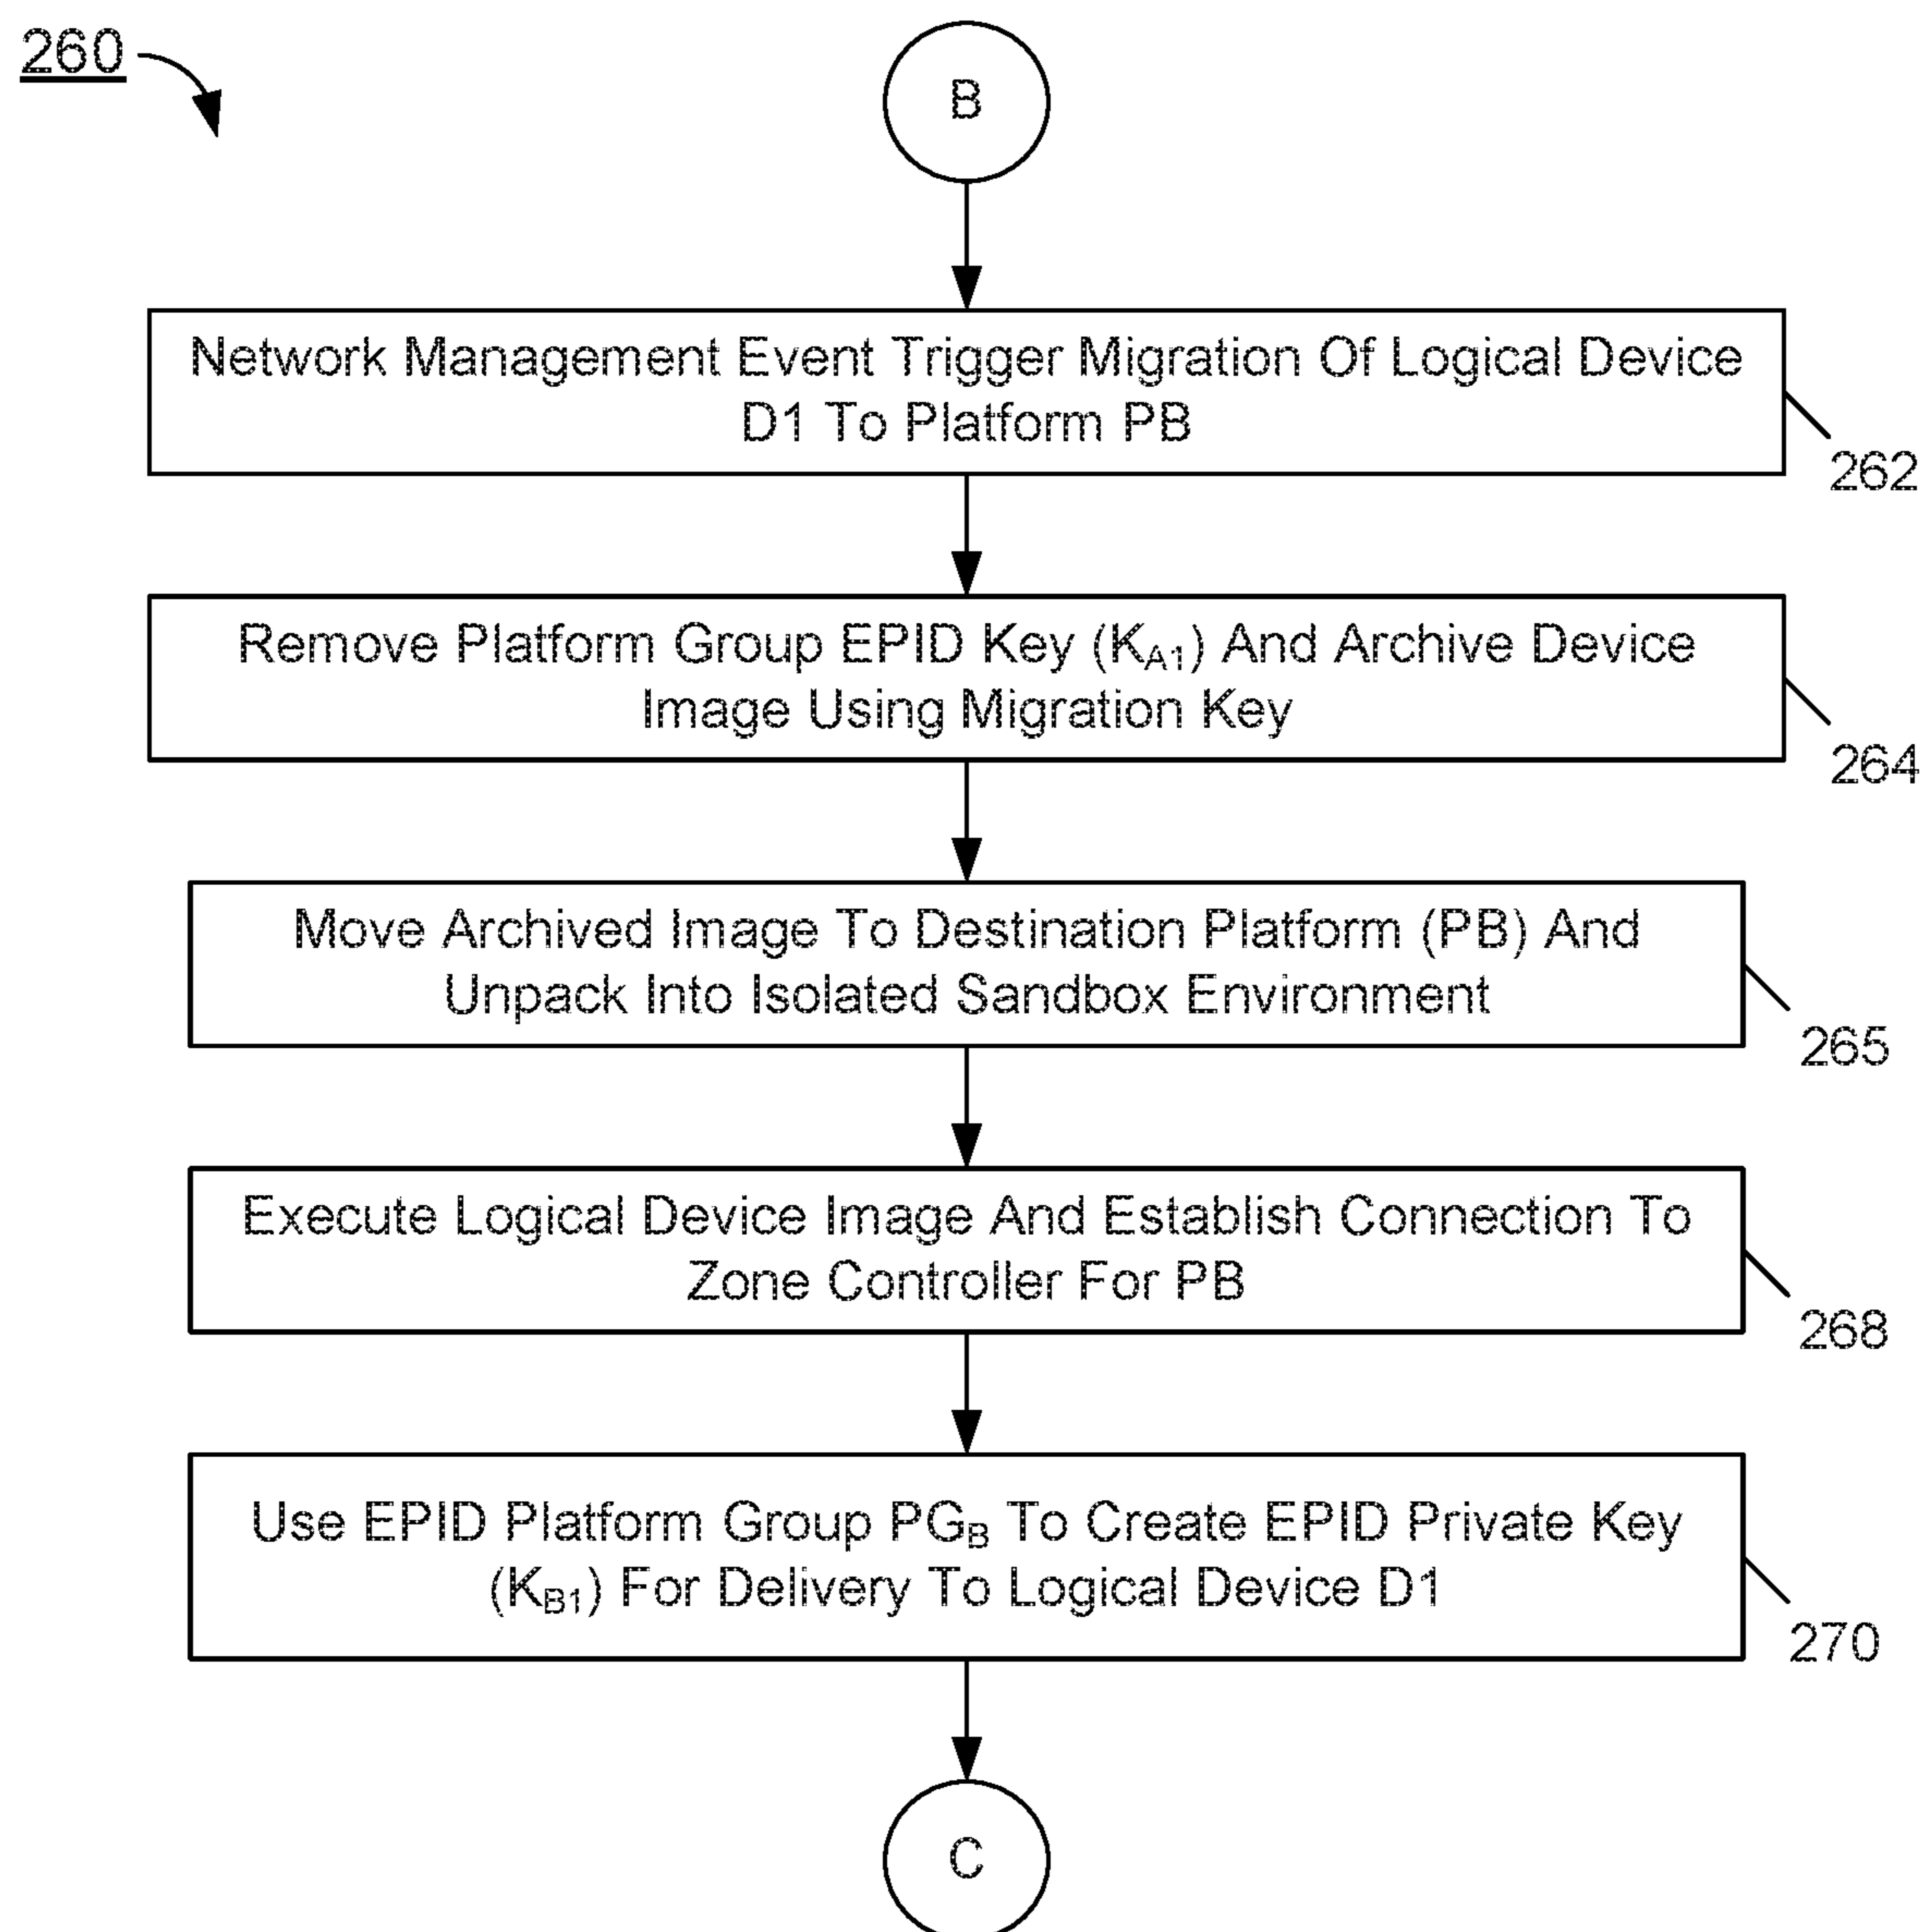 260
B
Network Management Event Trigger Migration Of Logical Device
D1 To Platform PB
262
Remove Platform Group EPID Key (K_A1) And Archive Device
Image Using Migration Key
264
Move Archived Image To Destination Platform (PB) And
Unpack Into Isolated Sandbox Environment
265
Execute Logical Device Image And Establish Connection To
Zone Controller For PB
268
Use EPID Platform Group PG_B To Create EPID Private Key
(K_B1) For Delivery To Logical Device D1
270
C